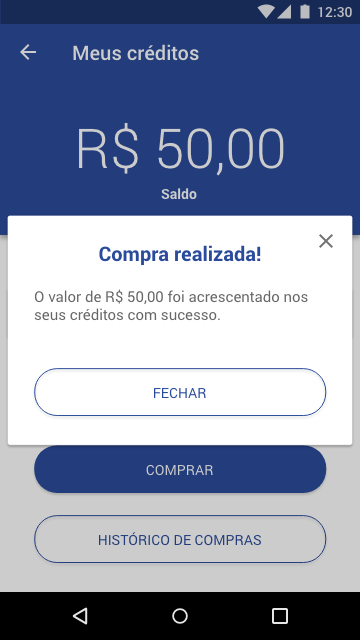 12:30
Meus créditos
R$ 50,00
Saldo
Compra realizada!
O valor de R$ 50,00 foi acrescentado nos
seus créditos com sucesso.
FECHAR
COMPRAR
HISTÓRICO DE COMPRAS